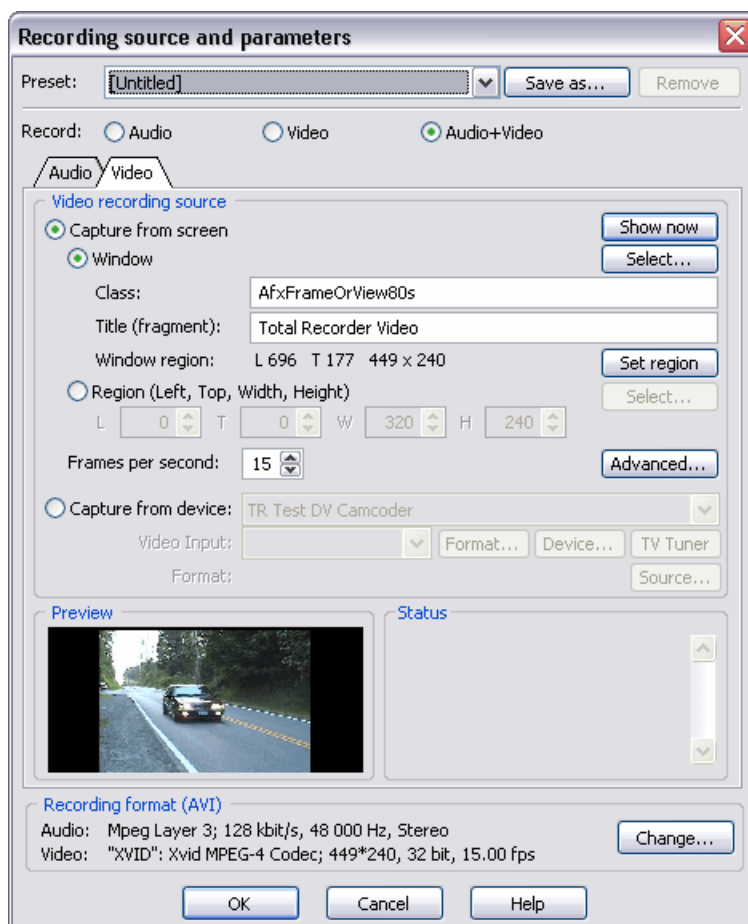 Recording source and parameters
Preset: [Untitled] Save as... Remove
Record: Audio Video Audio+Video
Audio Video
Video recording source
Capture from screen Show now
Window Select...
Class: AfxFrameOrView80s
Title (fragment): Total Recorder Video
Window region: L 696 T 177 449 x 240 Set region
Region (Left, Top, Width, Height) Select...
L 0 T 0 W 320 H 240
Frames per second: 15 Advanced...
Capture from device: TR Test DV Camcoder
Video Input: Format... Device... TV Tuner
Format: Source...
Preview Status
Recording format (AVI)
Audio: Mpeg Layer 3; 128 kbit/s, 48 000 Hz, Stereo Change...
Video: "XVID": Xvid MPEG-4 Codec; 449*240, 32 bit, 15.00 fps
OK Cancel Help